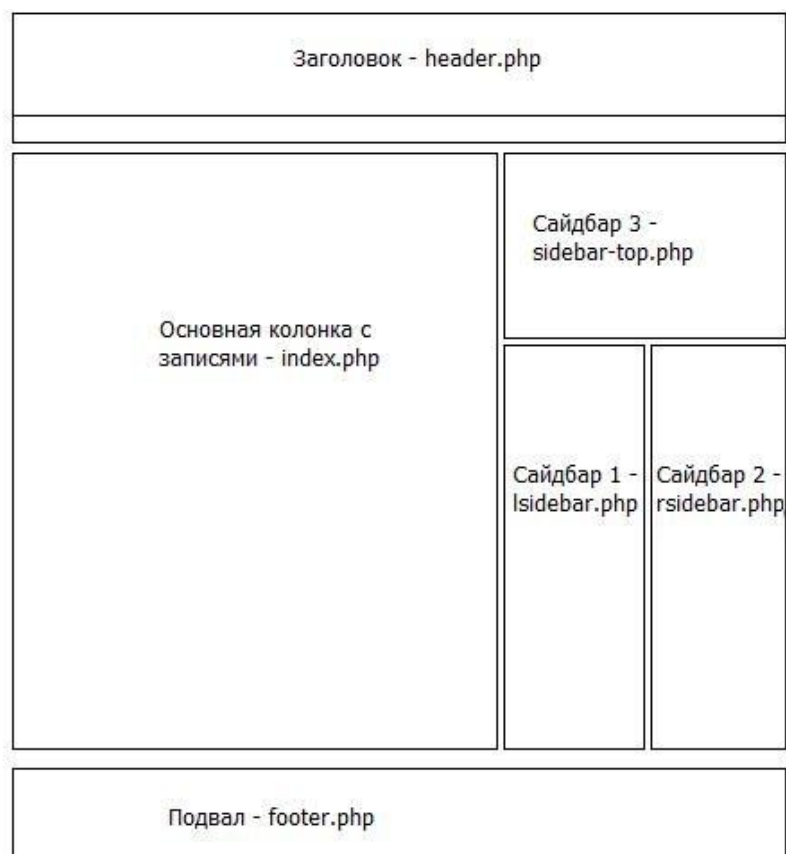 Заголовок - header.php
Сайдбар 3 -
sidebar-top.php
Основная колонка с
записями - index.php
Сайдбар 1 -
lsidebar.php
Сайдбар 2 -
rsidebar.php
Подвал - footer.php